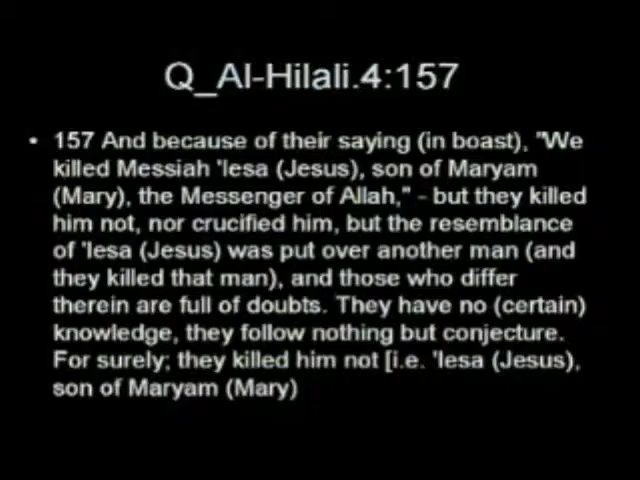 Q_Al-Hilali.4:157
• 157 And because of their saying (in boast), "We
killed Messiah 'Iesa (Jesus), son of Maryam
(Mary), the Messenger of Allah," - but they killed
him not, nor crucified him, but the resemblance
of 'Iesa (Jesus) was put over another man (and
they killed that man), and those who differ
therein are full of doubts. They have no (certain)
knowledge, they follow nothing but conjecture.
For surely; they killed him not [i.e. 'Iesa (Jesus),
son of Maryam (Mary)